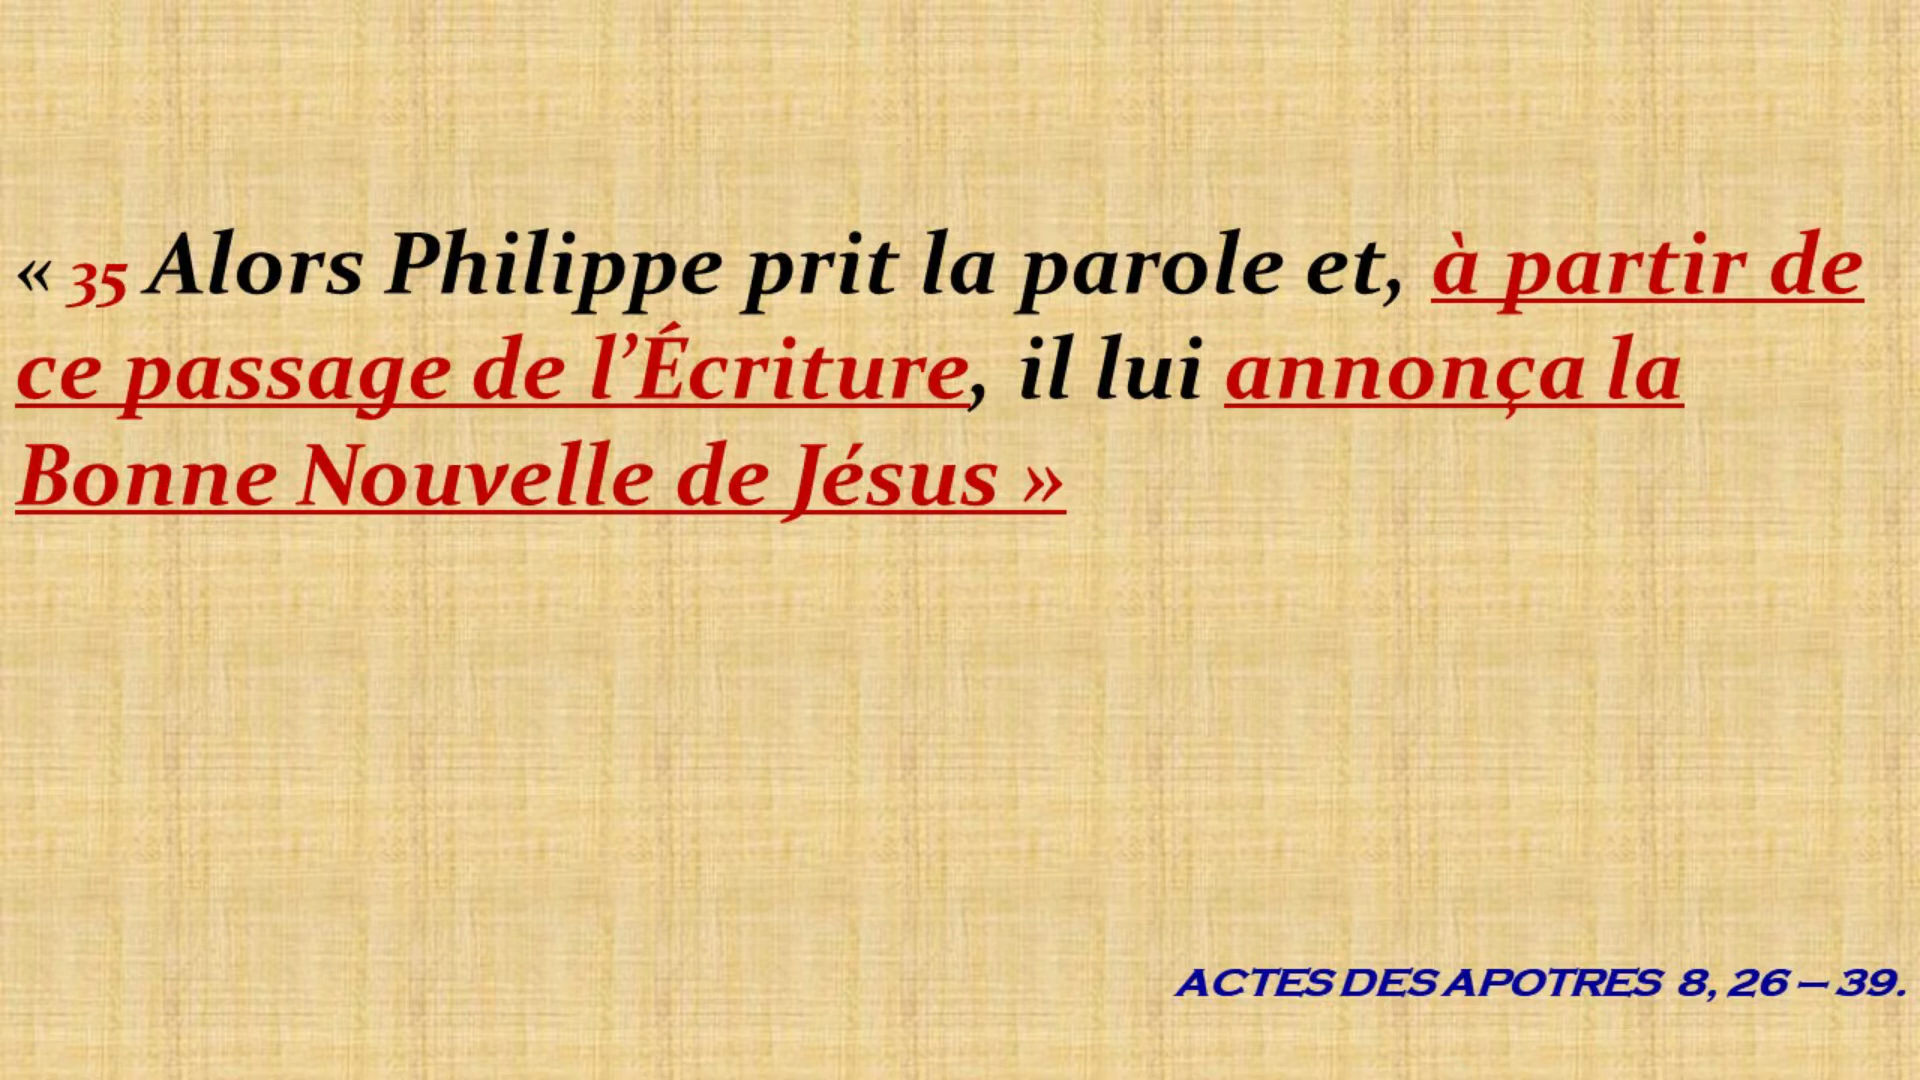 « 35 Alors Philippe prit la parole et, à partir de
ce passage de l’Écriture, il lui annonça la
Bonne Nouvelle de Jésus »
ACTES DES APOTRES 8, 26 – 39.